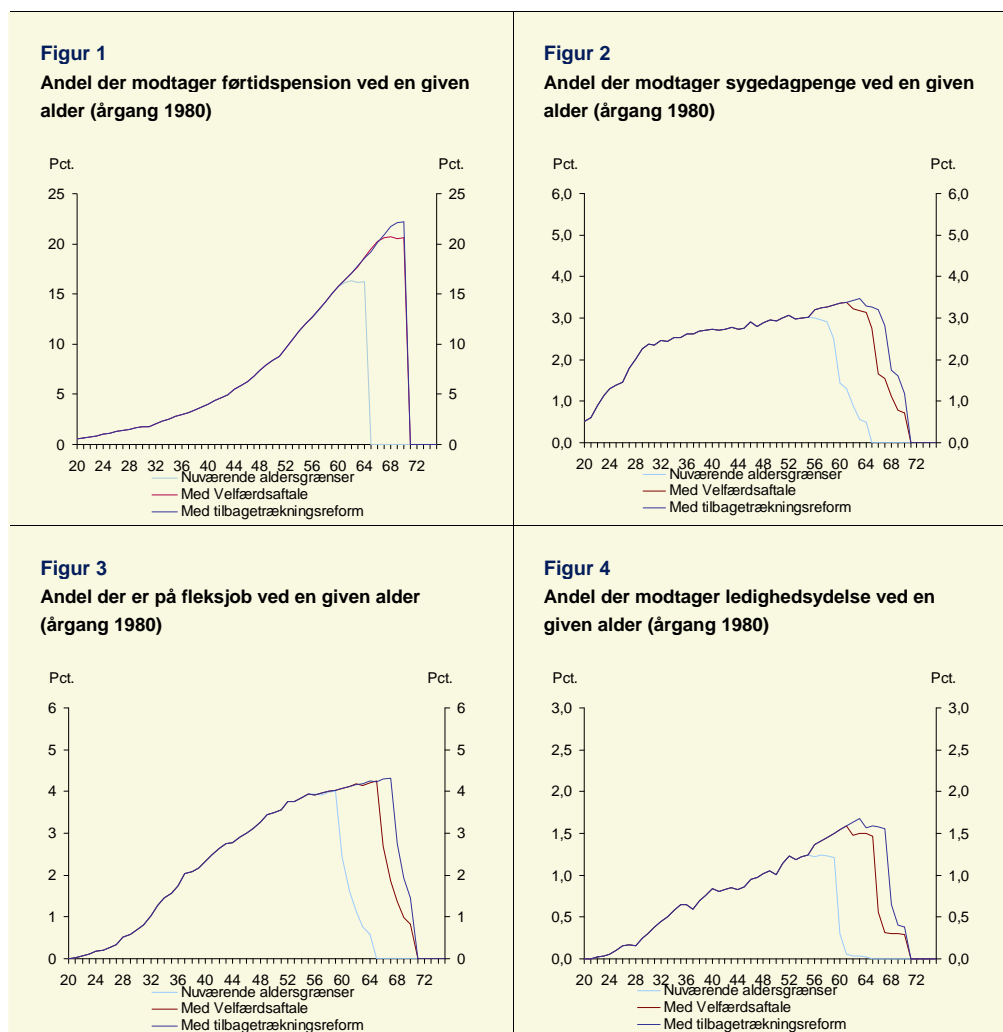 Figur 1
Andel der modtager førtidspension ved en given
alder (årgang 1980)
Pct. Pct.
25 25
20 20
15 15
10 10
5 5
0 0
20 24 28 32 36 40 44 48 52 56 60 64 68 72
Nuværende aldersgrænser
Med Velfærdsaftale
Med tilbagetrækningsreform
Figur 2
Andel der modtager sygedagpenge ved en given
alder (årgang 1980)
Pct. Pct.
6,0 6,0
5,0 5,0
4,0 4,0
3,0 3,0
2,0 2,0
1,0 1,0
0,0 0,0
20 24 28 32 36 40 44 48 52 56 60 64 68 72
Nuværende aldersgrænser
Med Velfærdsaftale
Med tilbagetrækningsreform
Figur 3
Andel der er på fleksjob ved en given alder
(årgang 1980)
Pct. Pct.
6 6
5 5
4 4
3 3
2 2
1 1
0 0
20 24 28 32 36 40 44 48 52 56 60 64 68 72
Nuværende aldersgrænser
Med Velfærdsaftale
Med tilbagetrækningsreform
Figur 4
Andel der modtager ledighedsydelse ved en
given alder (årgang 1980)
Pct. Pct.
3,0 3,0
2,5 2,5
2,0 2,0
1,5 1,5
1,0 1,0
0,5 0,5
0,0 0,0
20 24 28 32 36 40 44 48 52 56 60 64 68 72
Nuværende aldersgrænser
Med Velfærdsaftale
Med tilbagetrækningsreform